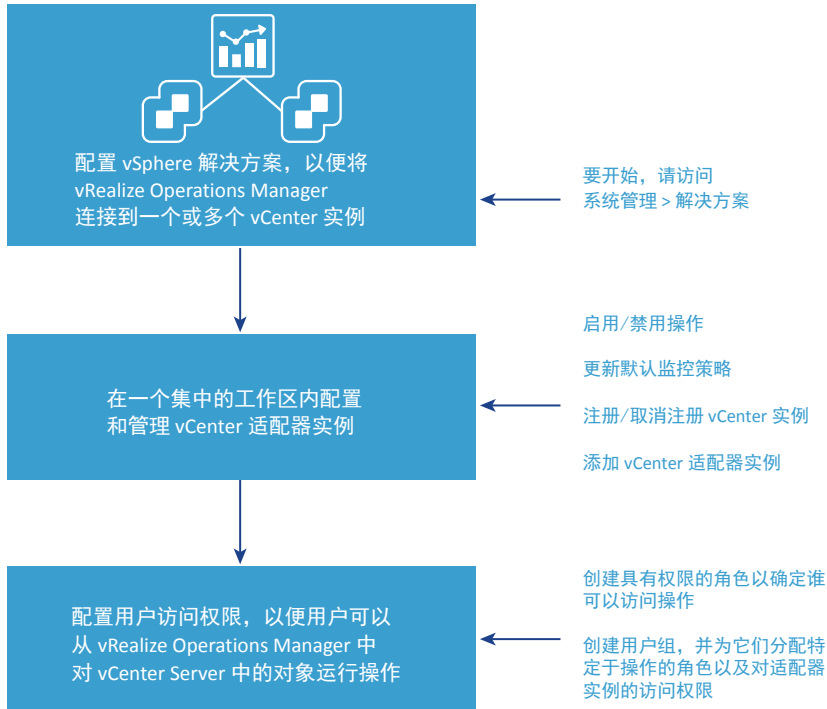 配置 vSphere 解决方案，以便将
vRealize Operations Manager
连接到一个或多个 vCenter 实例
要开始，请访问
系统管理 > 解决方案
在一个集中的工作区内配置
和管理 vCenter 适配器实例
启用/禁用操作
更新默认监控策略
注册/取消注册 vCenter 实例
添加 vCenter 适配器实例
配置用户访问权限，以便用户可以
从 vRealize Operations Manager 中
对 vCenter Server 中的对象运行操作
创建具有权限的角色以确定谁
可以访问操作
创建用户组，并为它们分配特
定于操作的角色以及对适配器
实例的访问权限